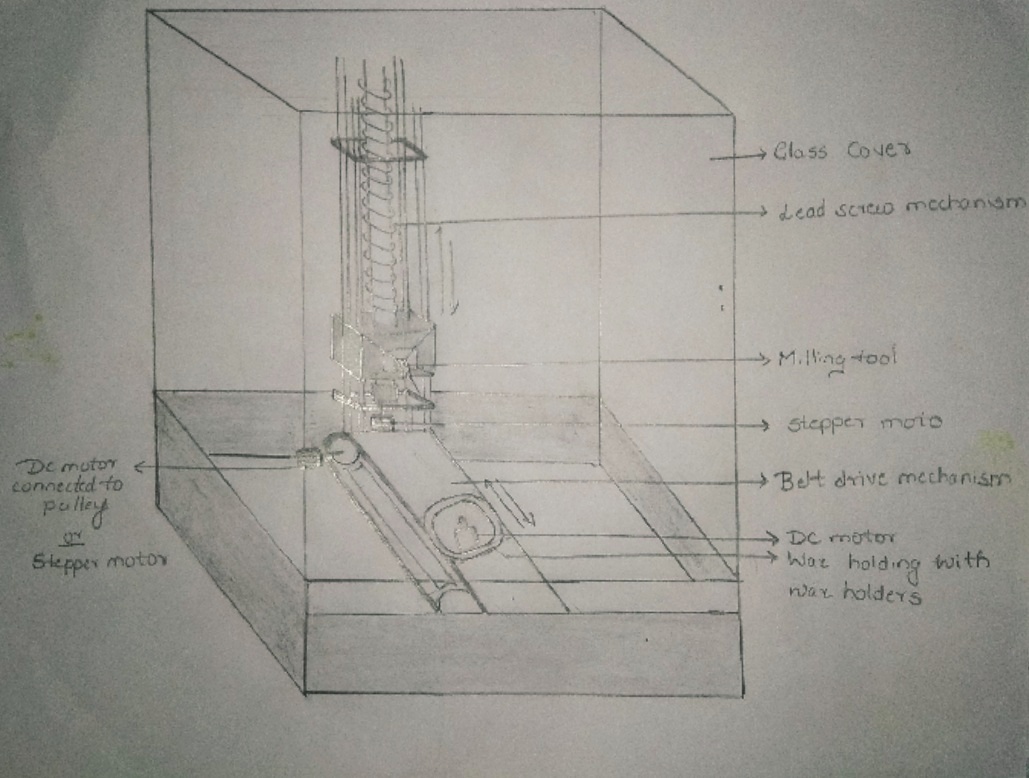 Glass Cover
Lead screw mechanism
Milling tool
stepper moto
Belt drive mechanism
DC motor
Wax holding with
wax holders
Dc motor
connected to
pulley
or
Stepper motor